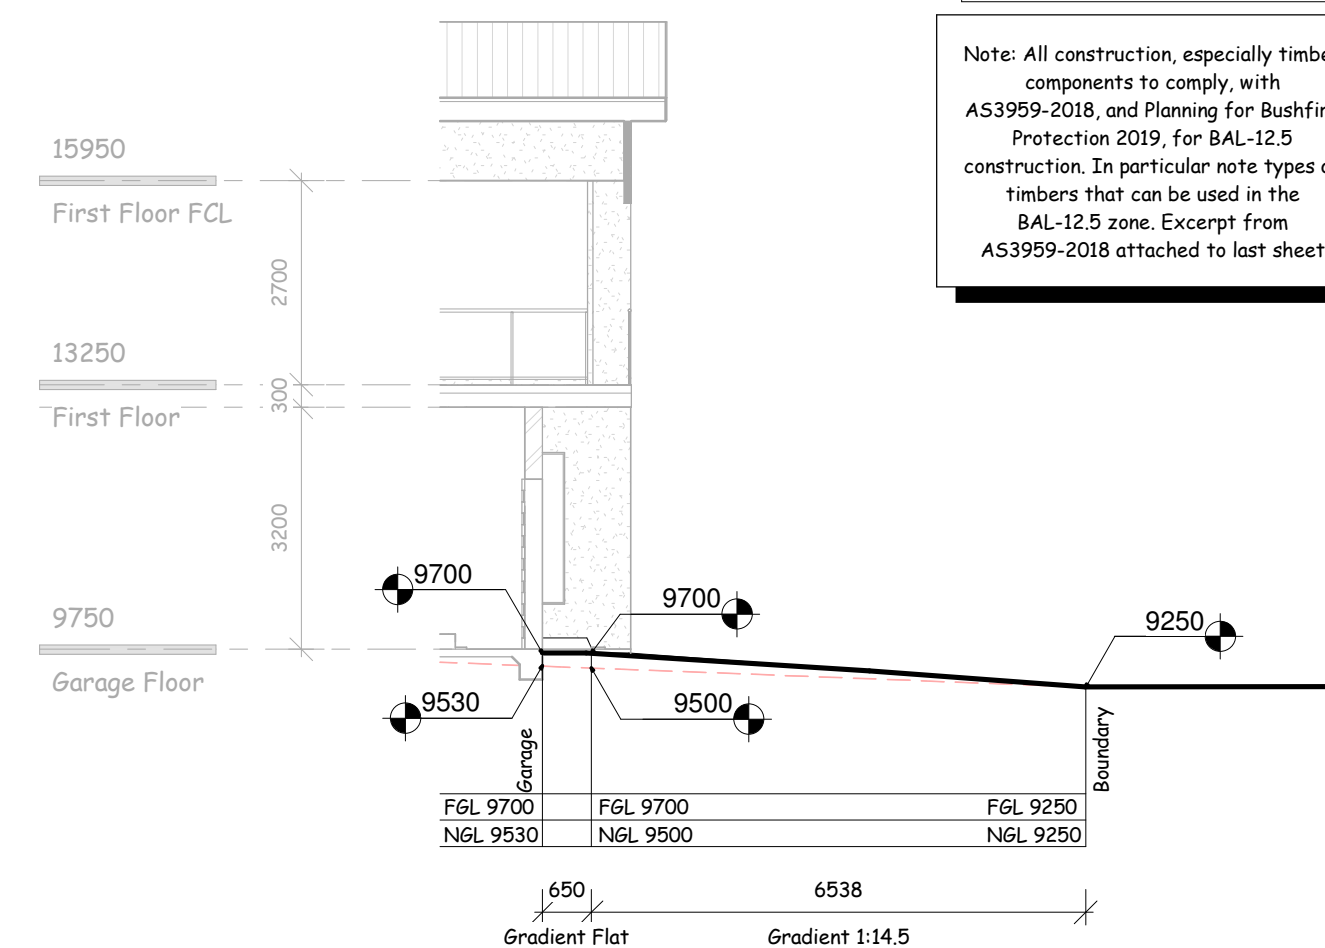 Note: All construction, especially timbe
components to comply, with
AS3959-2018, and Planning for Bushfir
Protection 2019, for BAL-12.5
construction. In particular note types o
timbers that can be used in the
BAL-12.5 zone. Excerpt from
AS3959-2018 attached to last sheet
15950
First Floor FCL
2700
13250
First Floor
300
3200
9750
Garage Floor
9700
9700
9250
9530
9500
Garage
Boundary
FGL 9700 FGL 9700 FGL 9250
NGL 9530 NGL 9500 NGL 9250
650 6538
Gradient Flat Gradient 1:14.5